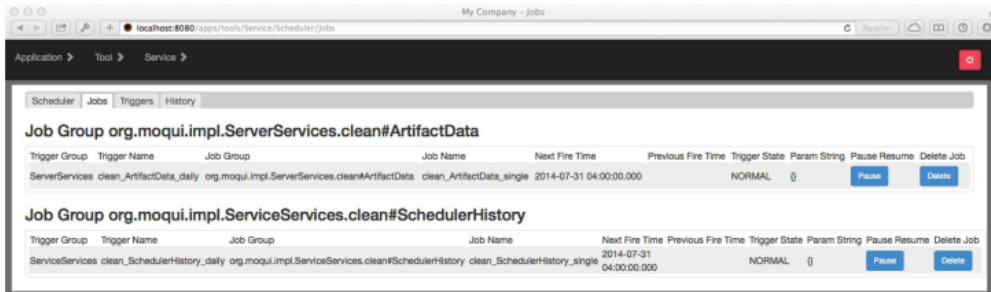 My Company - Jobs
localhost:8080/apps/tools/Service/Scheduler/jobs
Reader
Application Tool Service
Scheduler Jobs Triggers History
Job Group org.moqui.impl.ServerServices.clean#ArtifactData
Trigger Group Trigger Name Job Group Job Name Next Fire Time Previous Fire Time Trigger State Param String Pause Resume Delete Job
ServerServices clean_ArtifactData_daily org.moqui.impl.ServerServices.clean#ArtifactData clean_ArtifactData_single 2014-07-31 04:00:00.000 NORMAL {} Pause Delete
Job Group org.moqui.impl.ServiceServices.clean#SchedulerHistory
Trigger Group Trigger Name Job Group Job Name Next Fire Time Previous Fire Time Trigger State Param String Pause Resume Delete Job
ServiceServices clean_SchedulerHistory_daily org.moqui.impl.ServiceServices.clean#SchedulerHistory clean_SchedulerHistory_single 2014-07-31
04:00:00.000 NORMAL {} Pause Delete